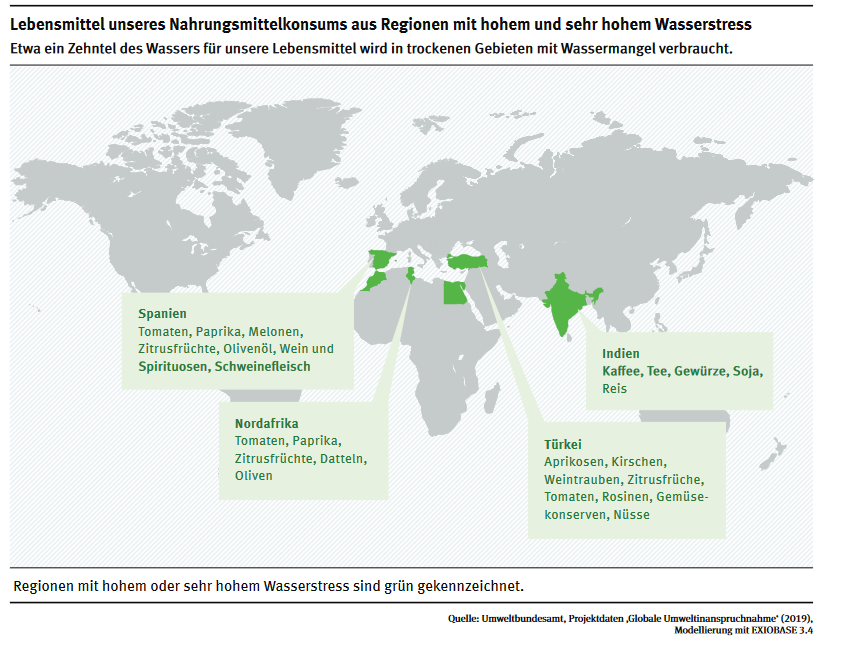 Lebensmittel unseres Nahrungsmittelkonsums aus Regionen mit hohem und sehr hohem Wasserstress
Etwa ein Zehntel des Wassers für unsere Lebensmittel wird in trockenen Gebieten mit Wassermangel verbraucht.
Spanien
Tomaten, Paprika, Melonen,
Zitrusfrüchte, Olivenöl, Wein und
Spirituosen, Schweinefleisch
Indien
Kaffee, Tee, Gewürze, Soja,
Reis
Nordafrika
Tomaten, Paprika,
Zitrusfrüchte, Datteln,
Oliven
Türkei
Aprikosen, Kirschen,
Weintrauben, Zitrusfrüche,
Tomaten, Rosinen, Gemüse-
konserven, Nüsse
Regionen mit hohem oder sehr hohem Wasserstress sind grün gekennzeichnet.
Quelle: Umweltbundesamt, Projektdaten ‚Globale Umweltinanspruchnahme‘ (2019),
Modellierung mit EXIOBASE 3.4